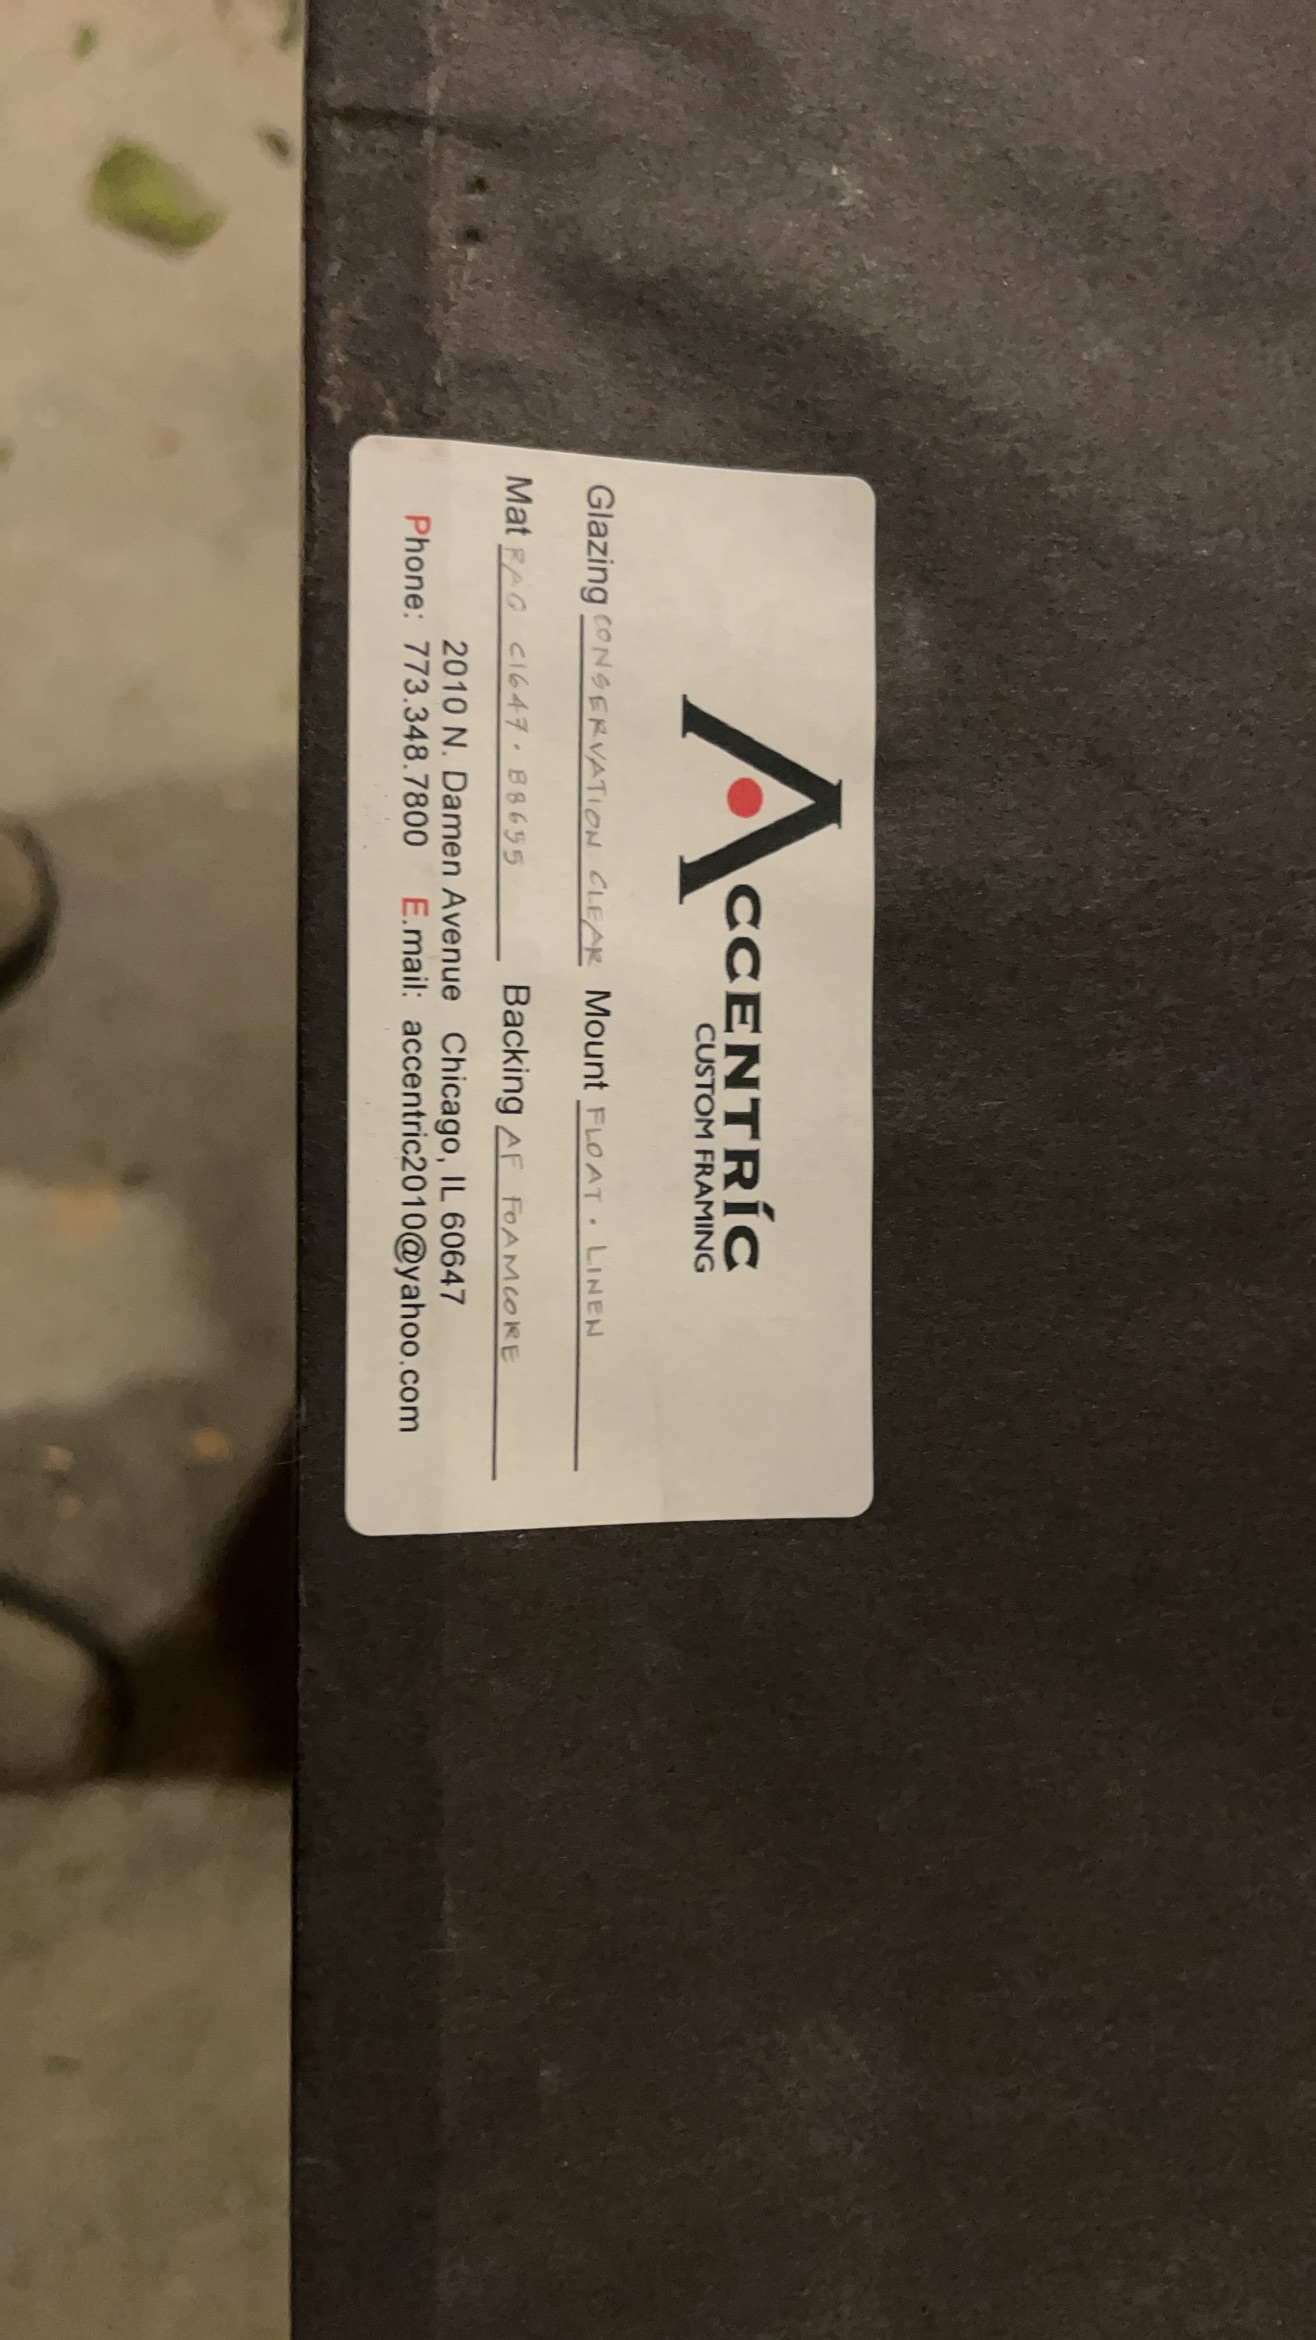 ACCENTRÍC
CUSTOM FRAMING
Glazing CONSERVATION CLEAR Mount FLOAT · LINEN
Mat RAG C1647 · B8655 Backing AF FOAMCORE
2010 N. Damen Avenue Chicago, IL 60647
Phone: 773.348.7800 E.mail: accentric2010@yahoo.com